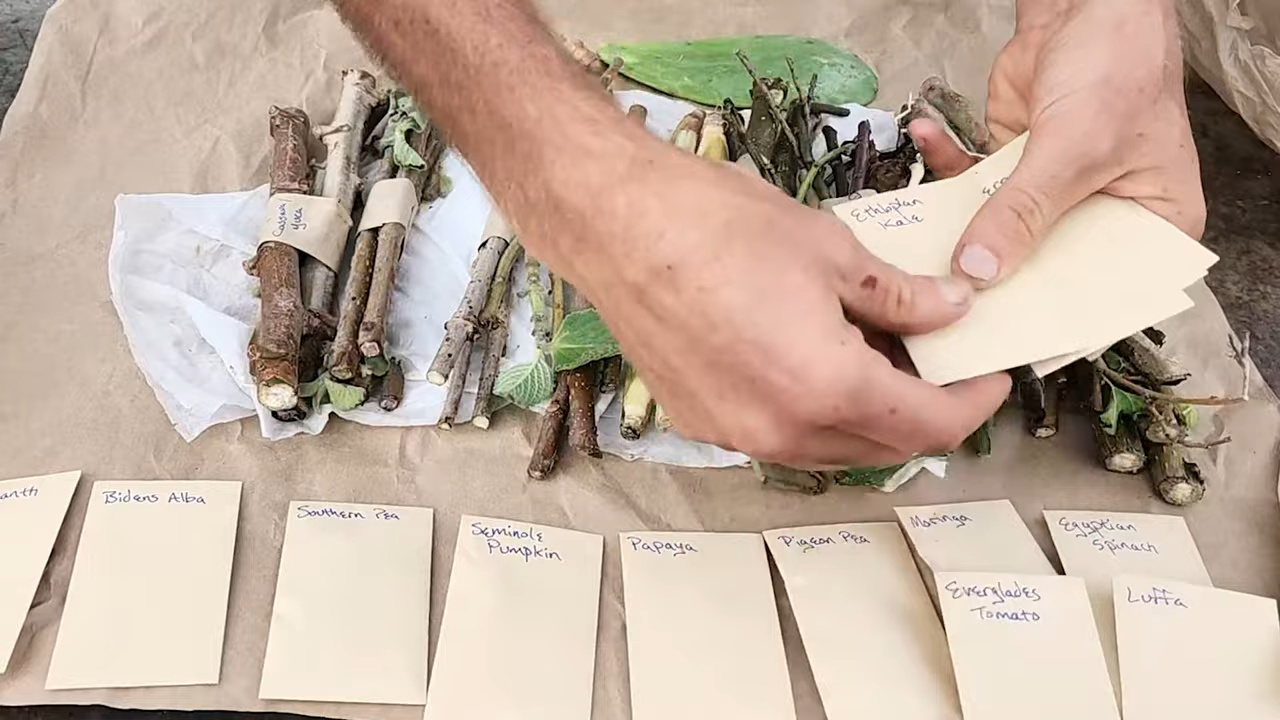 Cassava/
Yuca
Ethiopian
Kale
anth
Bidens Alba
Southern Pea
Seminole
Pumpkin
Papaya
Pigeon Pea
Moringa
Egyptian
Spinach
Everglades
Tomato
Luffa